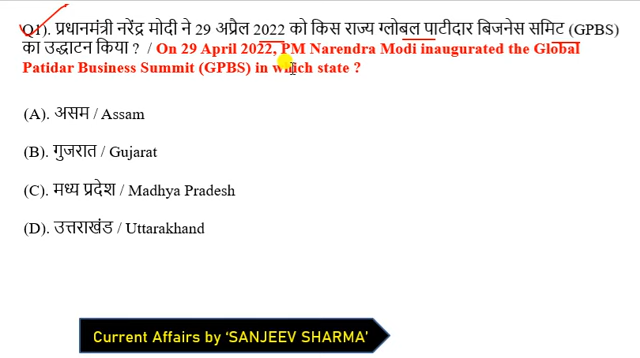 Q1). प्रधानमंत्री नरेंद्र मोदी ने 29 अप्रैल 2022 को किस राज्य ग्लोबल पाटीदार बिजनेस समिट (GPBS)
का उद्घाटन किया ? / On 29 April 2022, PM Narendra Modi inaugurated the Global
Patidar Business Summit (GPBS) in which state ?
(A). असम / Assam
(B). गुजरात / Gujarat
(C). मध्य प्रदेश / Madhya Pradesh
(D). उत्तराखंड / Uttarakhand
Current Affairs by ‘SANJEEV SHARMA’